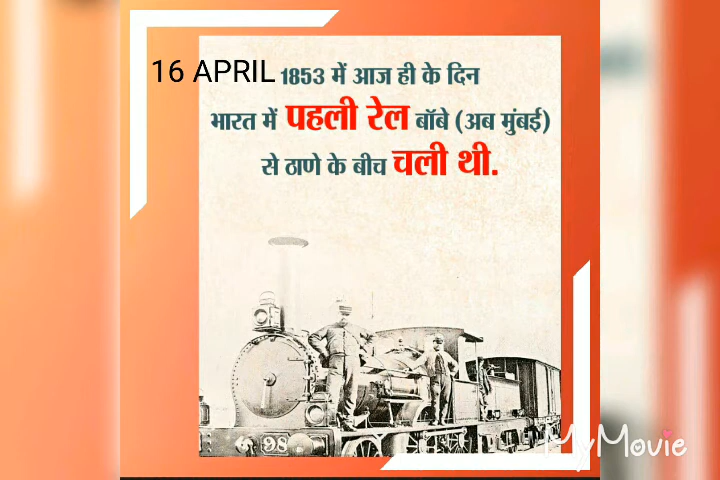 16 APRIL 1853 में आज ही के दिन
भारत में पहली रेल बॉबे (अब मुंबई)
से ठाणे के बीच चली थी.
98
MyMovie